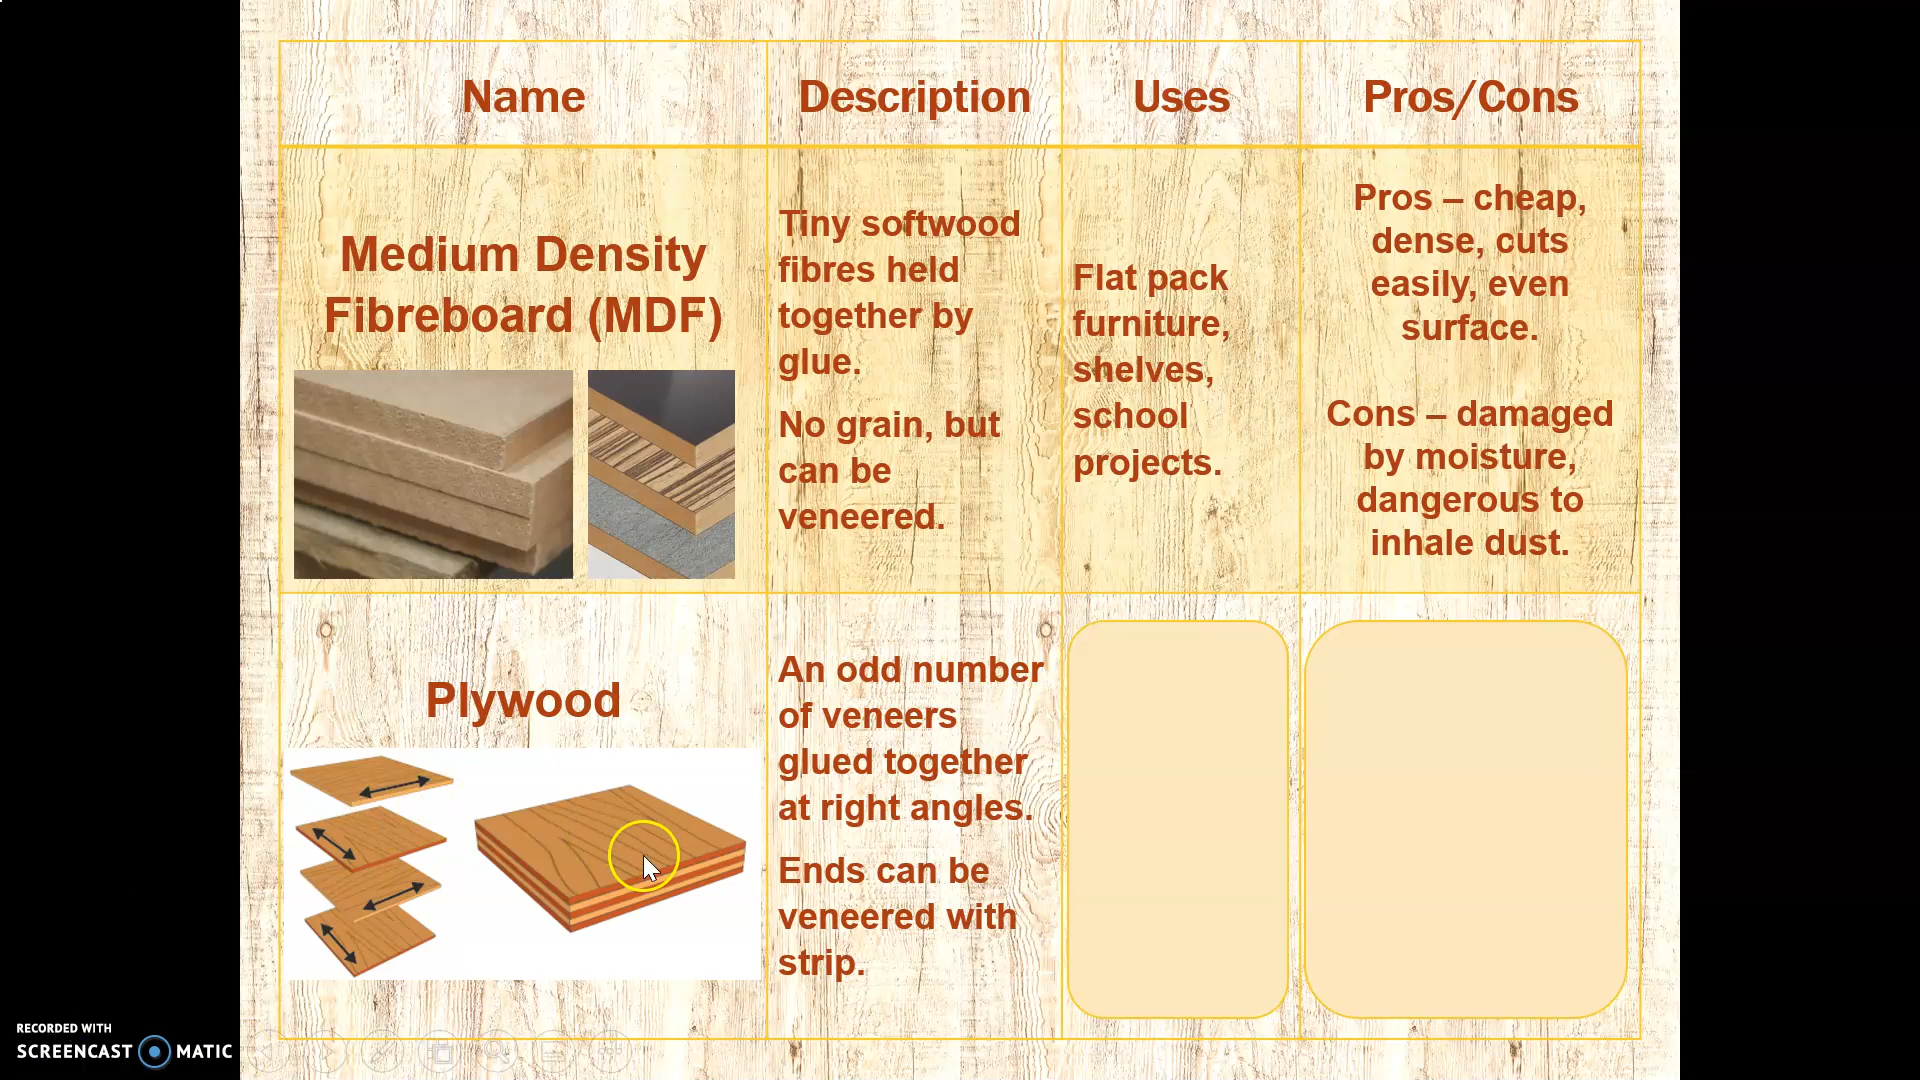 Name
Description
Uses
Pros/Cons
Medium Density
Fibreboard (MDF)
Tiny softwood
fibres held
together by
glue.
No grain, but
can be
veneered.
Flat pack
furniture,
shelves,
school
projects.
Pros – cheap,
dense, cuts
easily, even
surface.
Cons – damaged
by moisture,
dangerous to
inhale dust.
Plywood
An odd number
of veneers
glued together
at right angles.
Ends can be
veneered with
strip.
RECORDED WITH
SCREENCAST MATIC